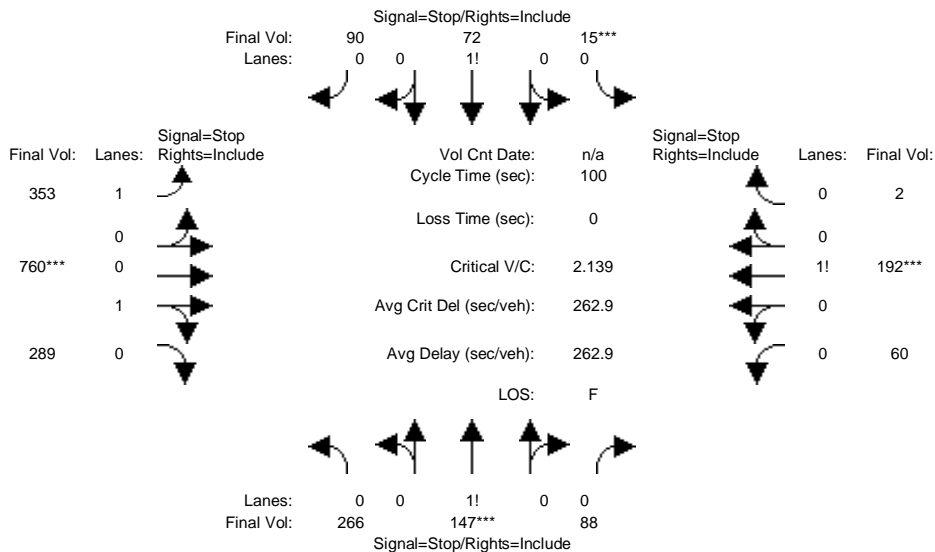 Signal=Stop/Rights=Include
Final Vol: 90 72 15***
Lanes: 0 0 1! 0 0
Signal=Stop Signal=Stop
Final Vol: Lanes: Rights=Include Vol Cnt Date: n/a Rights=Include Lanes: Final Vol:
Cycle Time (sec): 100
353 1 0 2
Loss Time (sec): 0
0 0
760*** 0 Critical V/C: 2.139 1! 192***
1 Avg Crit Del (sec/veh): 262.9 0
289 0 Avg Delay (sec/veh): 262.9 0 60
LOS: F
Lanes: 0 0 1! 0 0
Final Vol: 266 147*** 88
Signal=Stop/Rights=Include